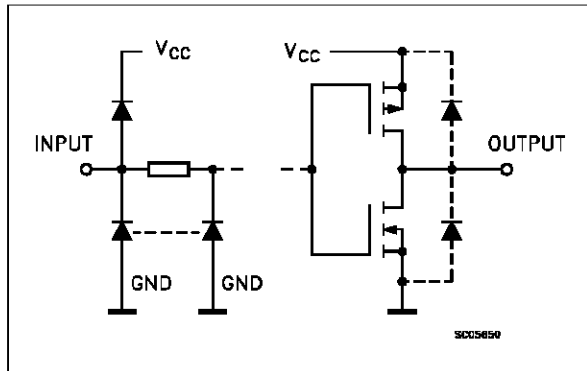 VCC
VCC
INPUT
OUTPUT
GND
GND
SC05850